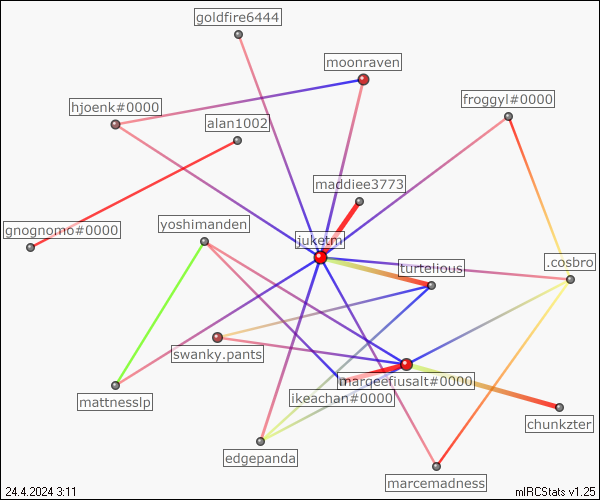 goldfire6444
moonraven
froggyl#0000
hjoenk#0000
alan1002
maddiee3773
yoshimanden
gnognomo#0000
juketm
turtelious
.cosbro
swanky.pants
marqeefiusalt#0000
ikeachan#0000
mattnesslp
chunkzter
edgepanda
marcemadness
24.4.2024 3:11
mIRCStats v1.25